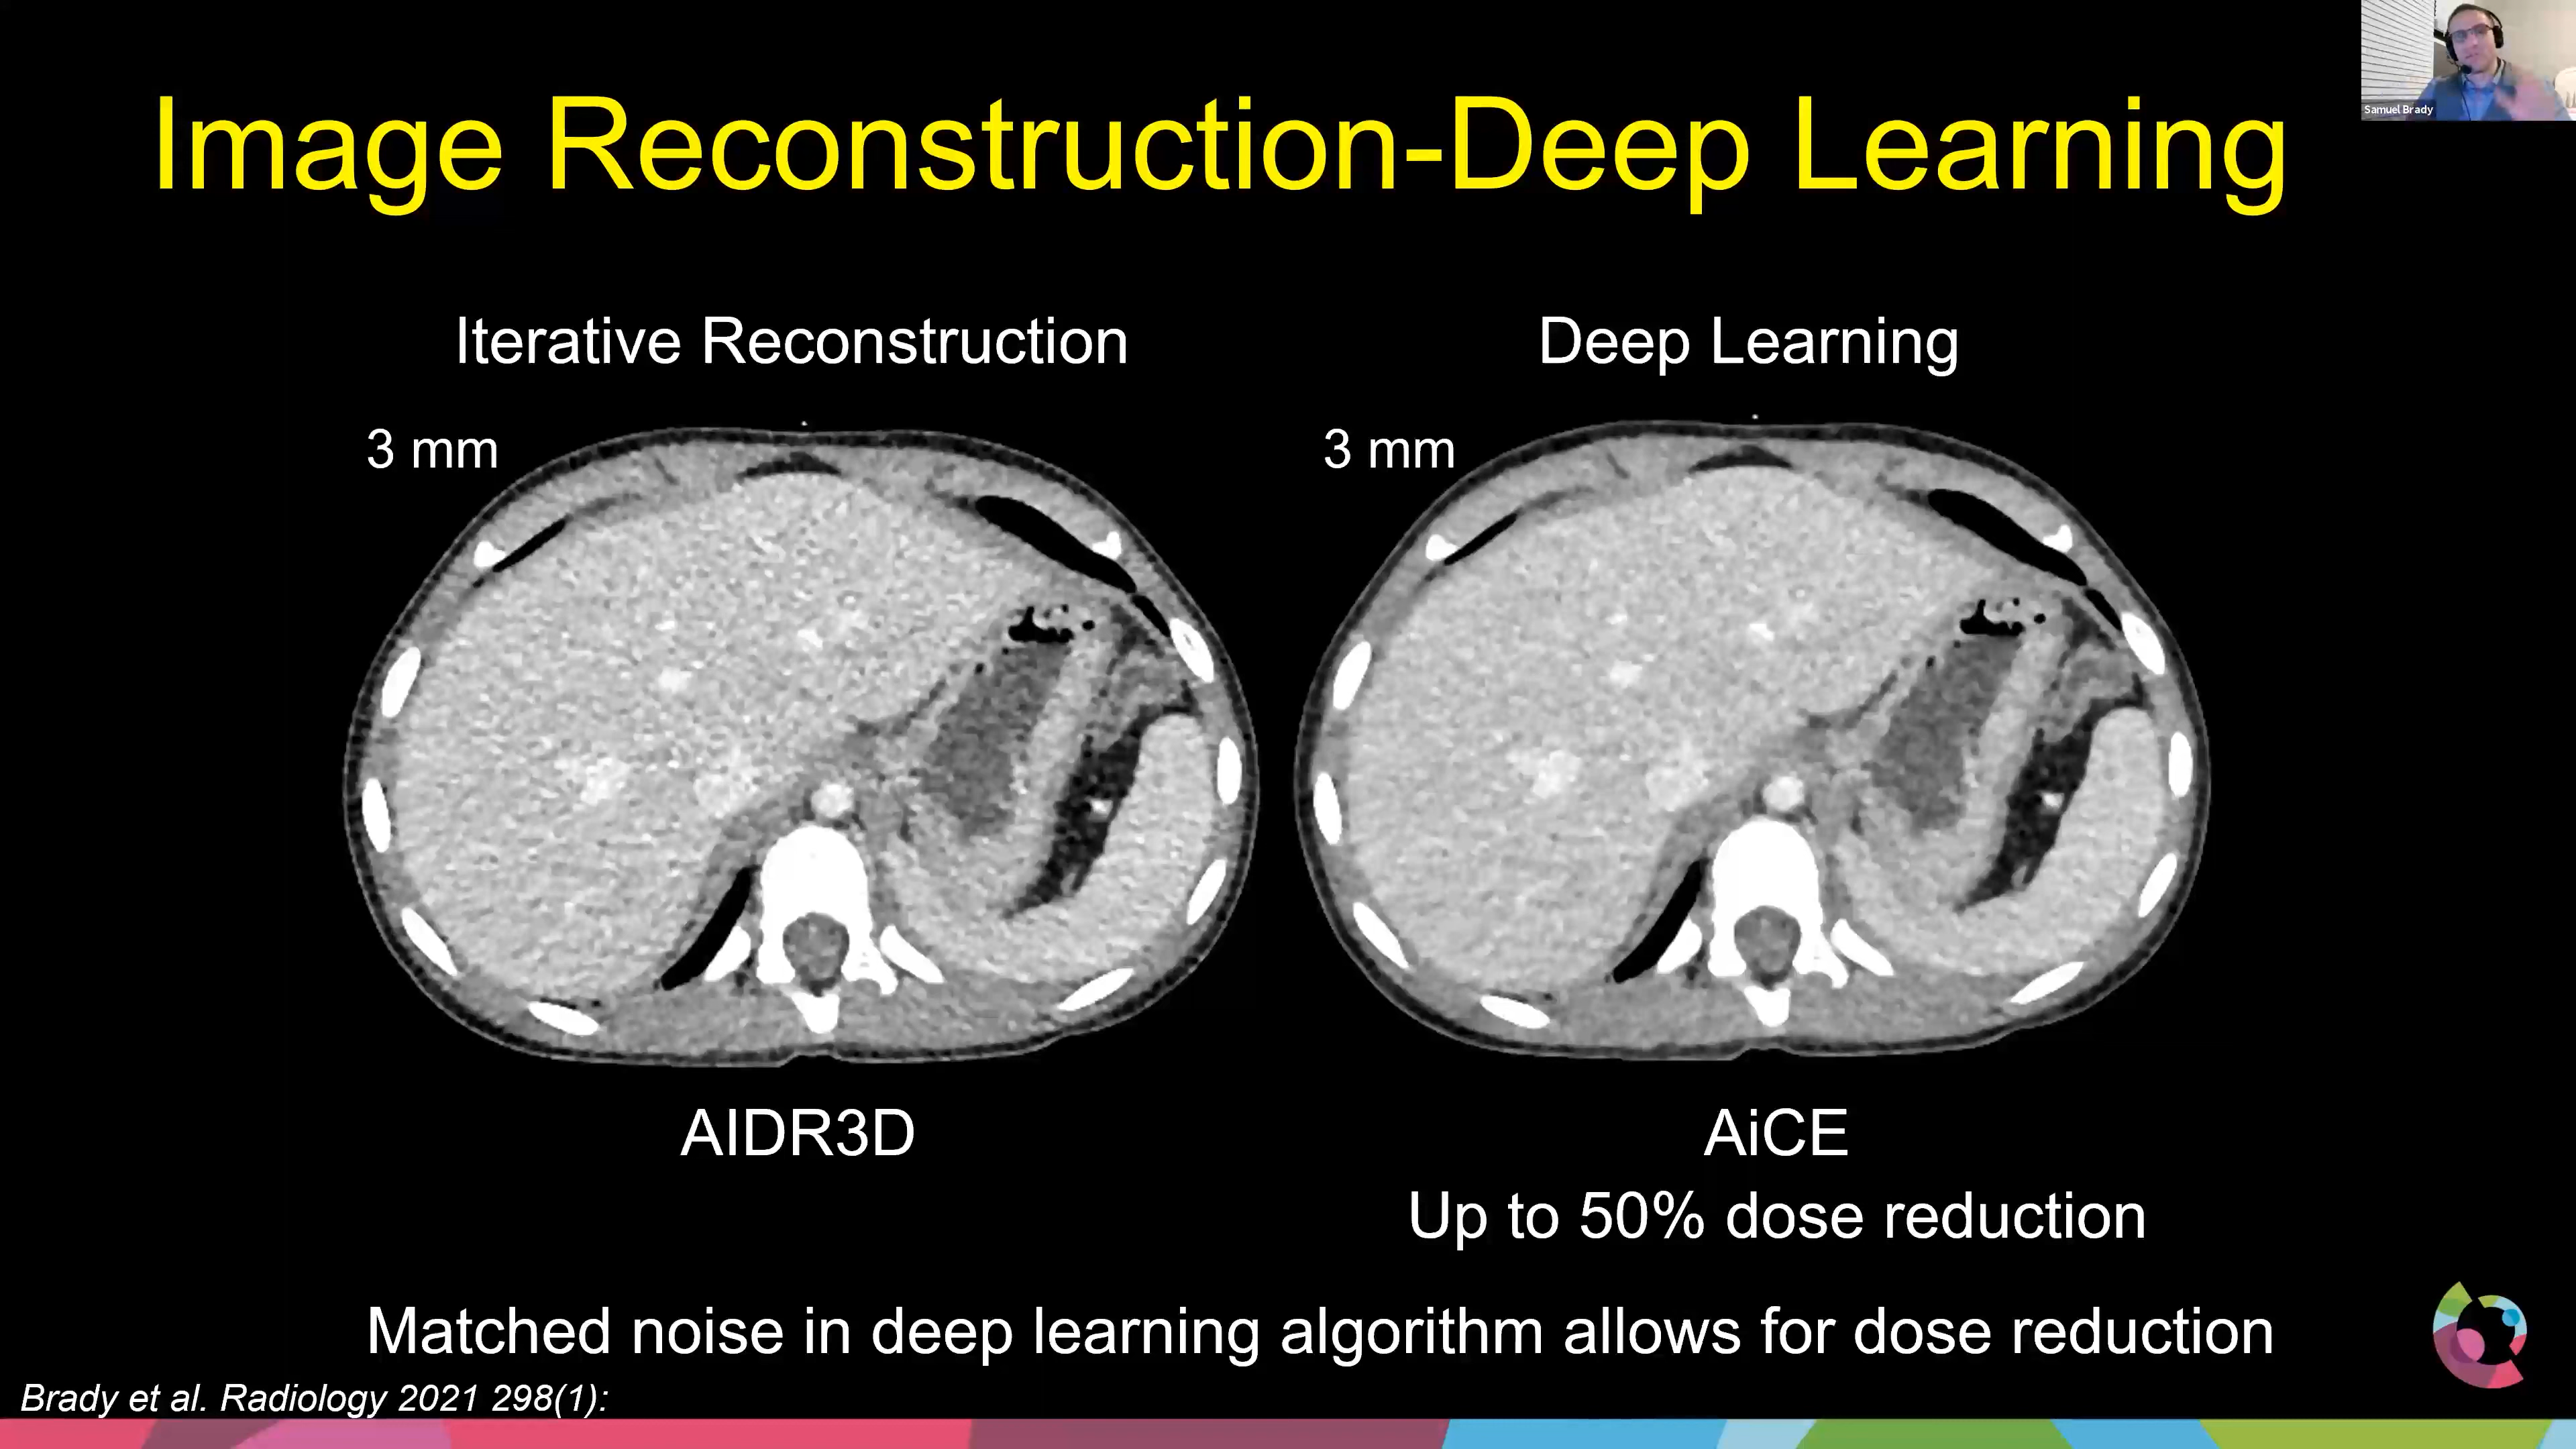 Samuel Brady
Image Reconstruction-Deep Learning
Iterative Reconstruction
Deep Learning
3 mm
3 mm
AIDR3D
AiCE
Up to 50% dose reduction
Matched noise in deep learning algorithm allows for dose reduction
Brady et al. Radiology 2021 298(1):